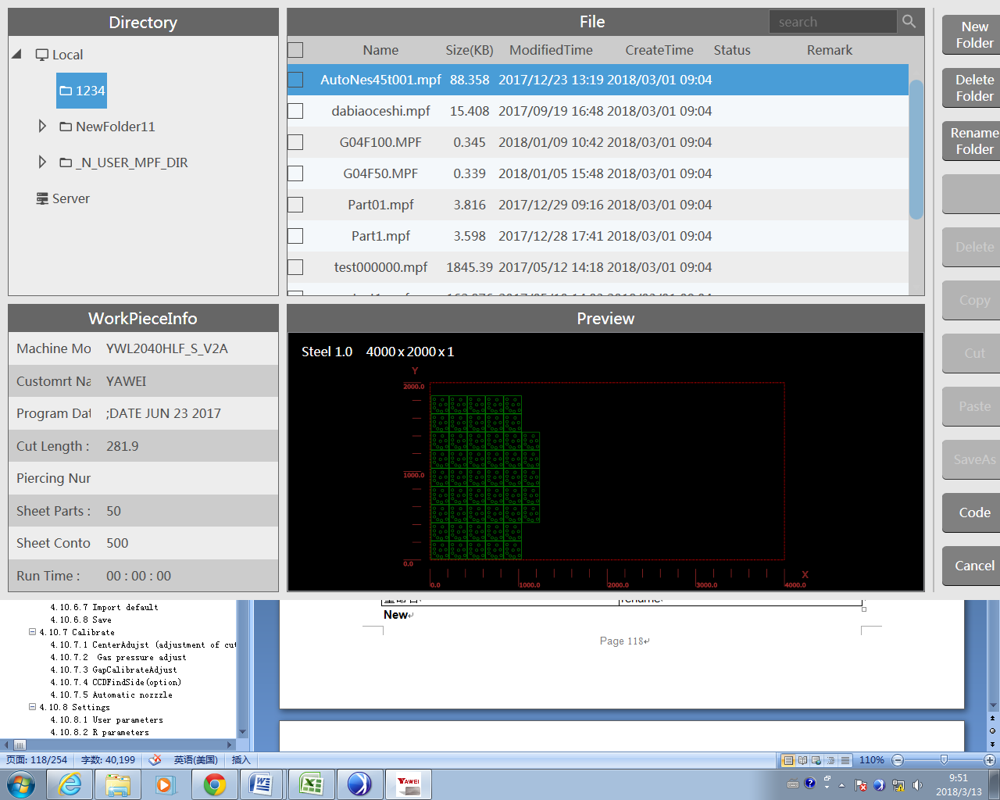 Directory
Local
1234
NewFolder11
_N_USER_MPF_DIR
Server
File
search
Name Size(KB) ModifiedTime CreateTime Status Remark
AutoNes45t001.mpf 88.358 2017/12/23 13:19 2018/03/01 09:04
dabiaoceshi.mpf 15.408 2017/09/19 16:48 2018/03/01 09:04
G04F100.MPF 0.345 2018/01/09 10:42 2018/03/01 09:04
G04F50.MPF 0.339 2018/01/05 15:48 2018/03/01 09:04
Part01.mpf 3.816 2017/12/29 09:16 2018/03/01 09:04
Part1.mpf 3.598 2017/12/28 17:41 2018/03/01 09:04
test000000.mpf 1845.39 2017/05/12 14:18 2018/03/01 09:04
New
Folder
Delete
Folder
Rename
Folder
Delete
Copy
Cut
Paste
SaveAs
Code
Cancel
WorkPieceInfo
Machine Mo YWL2040HLF_S_V2A
Customrt Na YAWEI
Program Dat ;DATE JUN 23 2017
Cut Length : 281.9
Piercing Nur
Sheet Parts : 50
Sheet Conto 500
Run Time : 00 : 00 : 00
Preview
Steel 1.0 4000 x 2000 x 1
Y
2000.0
1000.0
0.0
0.0 1000.0 2000.0 3000.0 4000.0
X
4.10.6.7 Import default
4.10.6.8 Save
4.10.7 Calibrate
4.10.7.1 CenterAdujst (adjustment of cut
4.10.7.2 Gas pressure adjust
4.10.7.3 GapCalibrateAdjust
4.10.7.4 CCDFindSide(option)
4.10.7.5 Automatic nozzzle
4.10.8 Settings
4.10.8.1 User parameters
4.10.8.2 R parameters
重命名 rename
New
Page 118
页面: 118/254 字数: 40,199 英语(美国) 插入 110%
YAWEI
9:51
2018/3/13